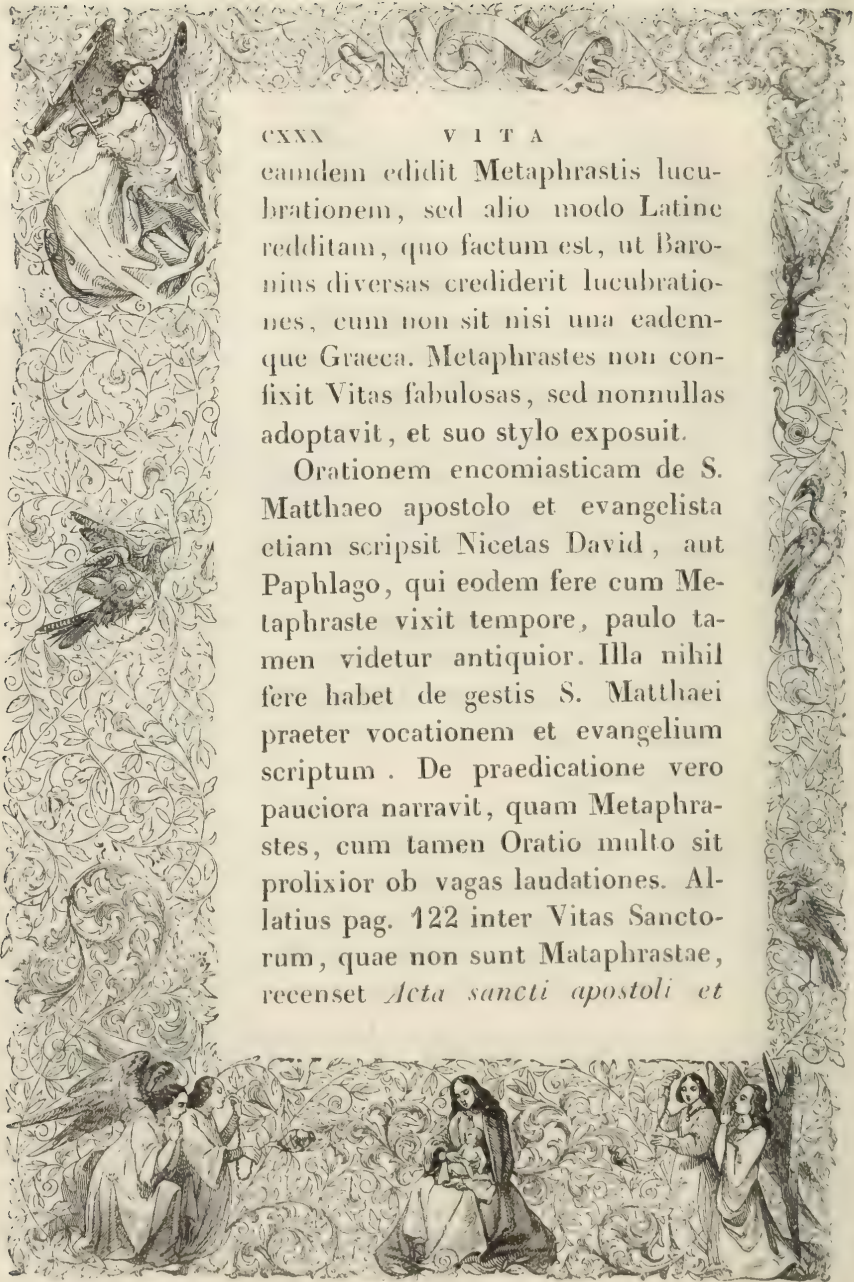 CXXX VITA
eamdem edidit Metaphrastis lucu-
brationem, sed alio modo Latine
redditam, quo factum est, ut Baro-
nius diversas crediderit lucubratio-
nes, cum non sit nisi una eadem-
que Graeca. Metaphrastes non con-
fixit Vitas fabulosas, sed nonnullas
adoptavit, et suo stylo exposuit.
Orationem encomiasticam de S.
Matthaeo apostolo et evangelista
etiam scripsit Nicetas David, aut
Paphlago, qui eodem fere cum Me-
taphraste vixit tempore, paulo ta-
men videtur antiquior. Illa nihil
fere habet de gestis S. Matthaei
praeter vocationem et evangelium
scriptum. De praedicatione vero
pauciora narravit, quam Metaphra-
stes, cum tamen Oratio multo sit
prolixior ob vagas laudationes. Al-
latius pag. 122 inter Vitas Sancto-
rum, quae non sunt Mataphrastae,
recenset Acta sancti apostoli et